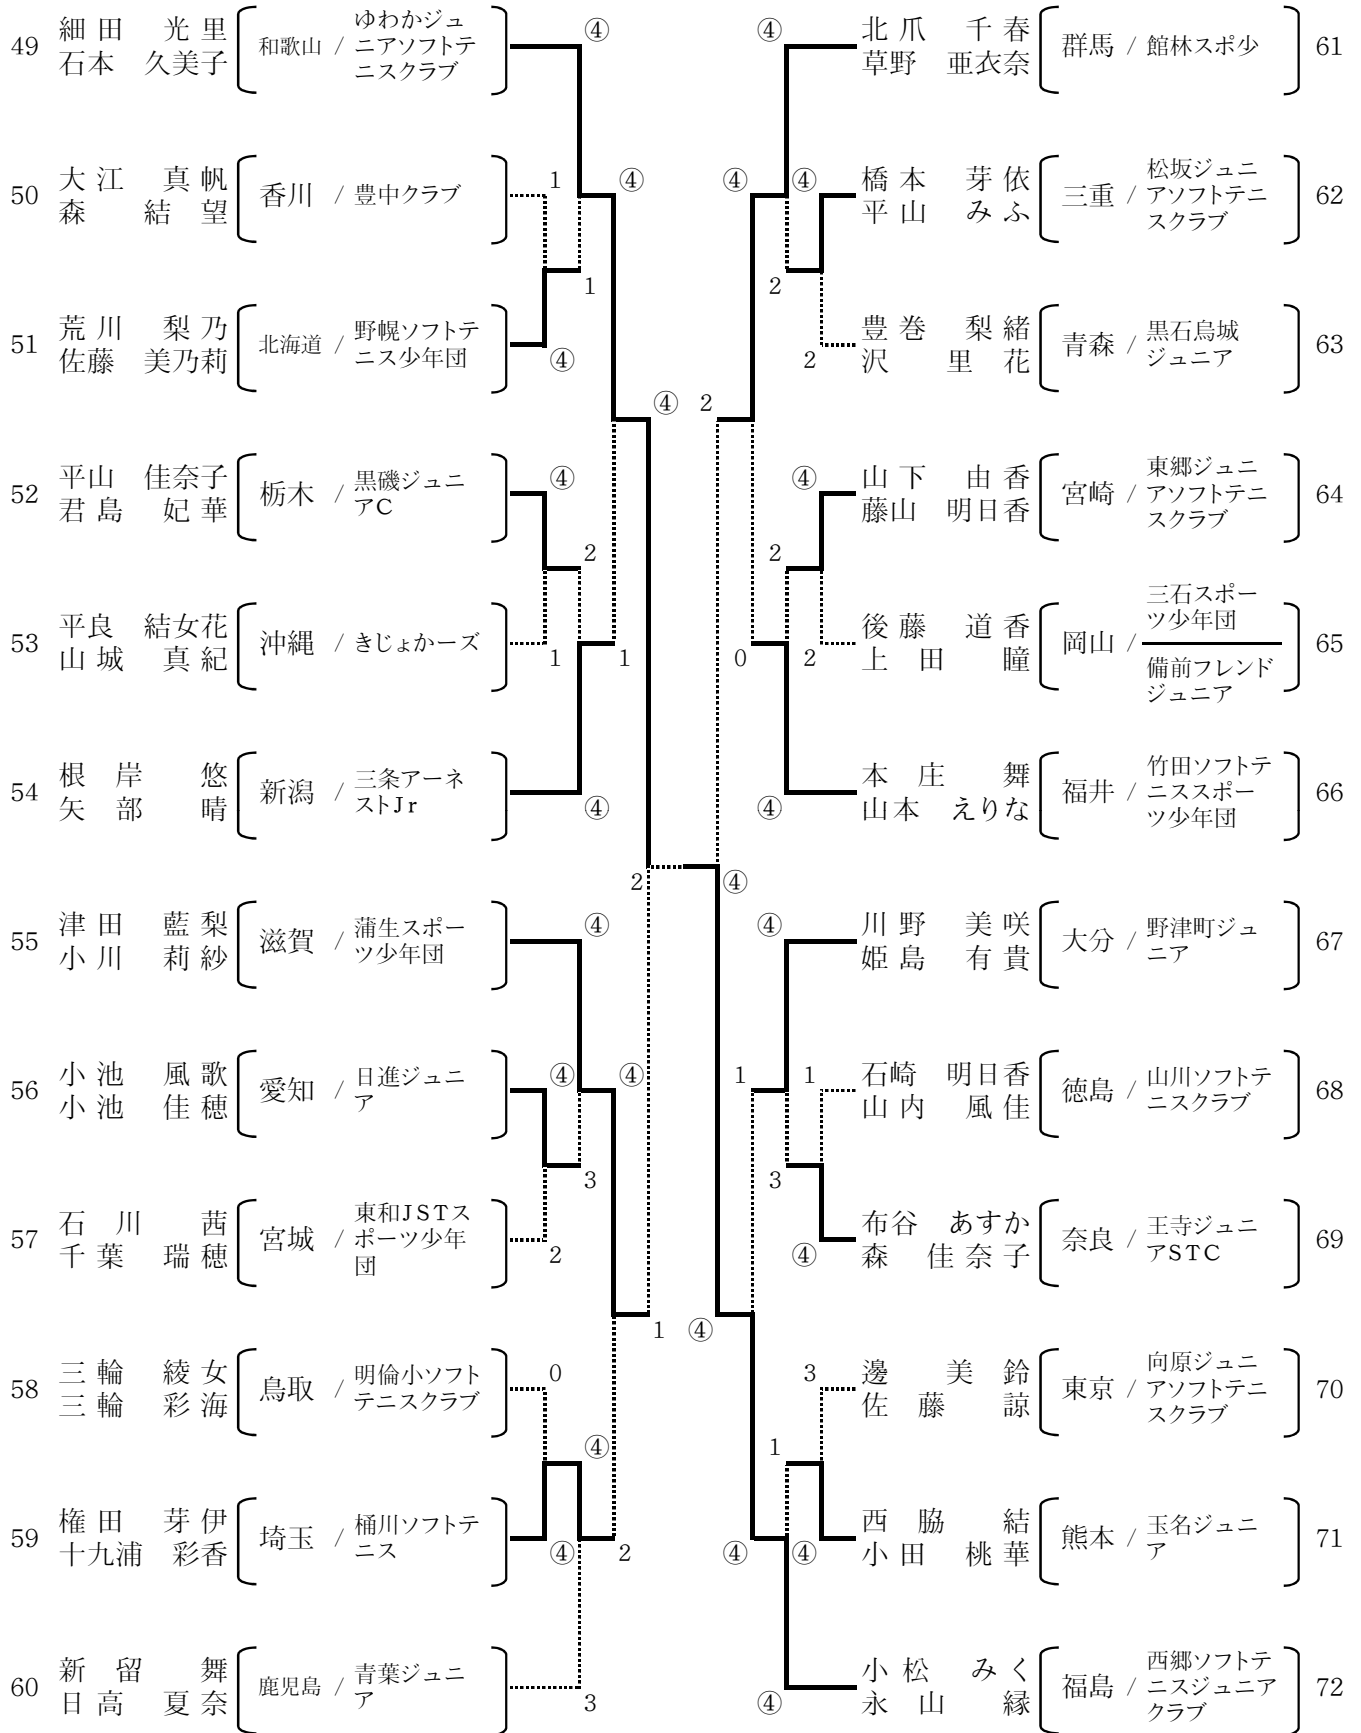 49 細田 光里 石本 久美子 和歌山 / ゆわかジュニアソフトテニスクラブ
50 大江 真帆 森 結望 香川 / 豊中クラブ
51 荒川 梨乃 佐藤 美乃莉 北海道 / 野幌ソフトテニス少年団
52 平山 佳奈子 君島 妃華 栃木 / 黒磯ジュニアC
53 平良 結女花 山城 真紀 沖縄 / きじょかーズ
54 根岸 悠 矢部 晴 新潟 / 三条アーネストJr
55 津田 藍梨 小川 莉紗 滋賀 / 蒲生スポーツ少年団
56 小池 風歌 小池 佳穂 愛知 / 日進ジュニア
57 石川 茜 千葉 瑞穂 宮城 / 東和JSTスポーツ少年団
58 三輪 綾女 三輪 彩海 鳥取 / 明倫小ソフトテニスクラブ
59 権田 芽伊 十九浦 彩香 埼玉 / 桶川ソフトテニス
60 新留 舞 日高 夏奈 鹿児島 / 青葉ジュニア
④
1
④
1
④
④
④
2
1
1
④
2
④
④
④
3
2
1
0
④
④
2
3
北爪 千春 草野 亜衣奈 群馬 / 館林スポ少 61
橋本 芽依 平山 みふ 三重 / 松坂ジュニアソフトテニスクラブ 62
豊巻 梨緒 沢 里花 青森 / 黒石烏城ジュニア 63
山下 由香 藤山 明日香 宮崎 / 東郷ジュニアソフトテニスクラブ 64
後藤 道香 上田 瞳 岡山 / 三石スポーツ少年団 備前フレンドジュニア 65
本庄 舞 山本 えりな 福井 / 竹田ソフトテニススポーツ少年団 66
川野 美咲 姫島 有貴 大分 / 野津町ジュニア 67
石崎 明日香 山内 風佳 徳島 / 山川ソフトテニスクラブ 68
布谷 あすか 森 佳奈子 奈良 / 王寺ジュニアSTC 69
邊 美鈴 佐藤 諒 東京 / 向原ジュニアソフトテニスクラブ 70
西脇 結 小田 桃華 熊本 / 玉名ジュニア 71
小松 みく 永山 縁 福島 / 西郷ソフトテニスジュニアクラブ 72
④
④
④
2
2
2
④
2
0
2
④
④
④
1
1
3
④
④
3
1
④
④
④